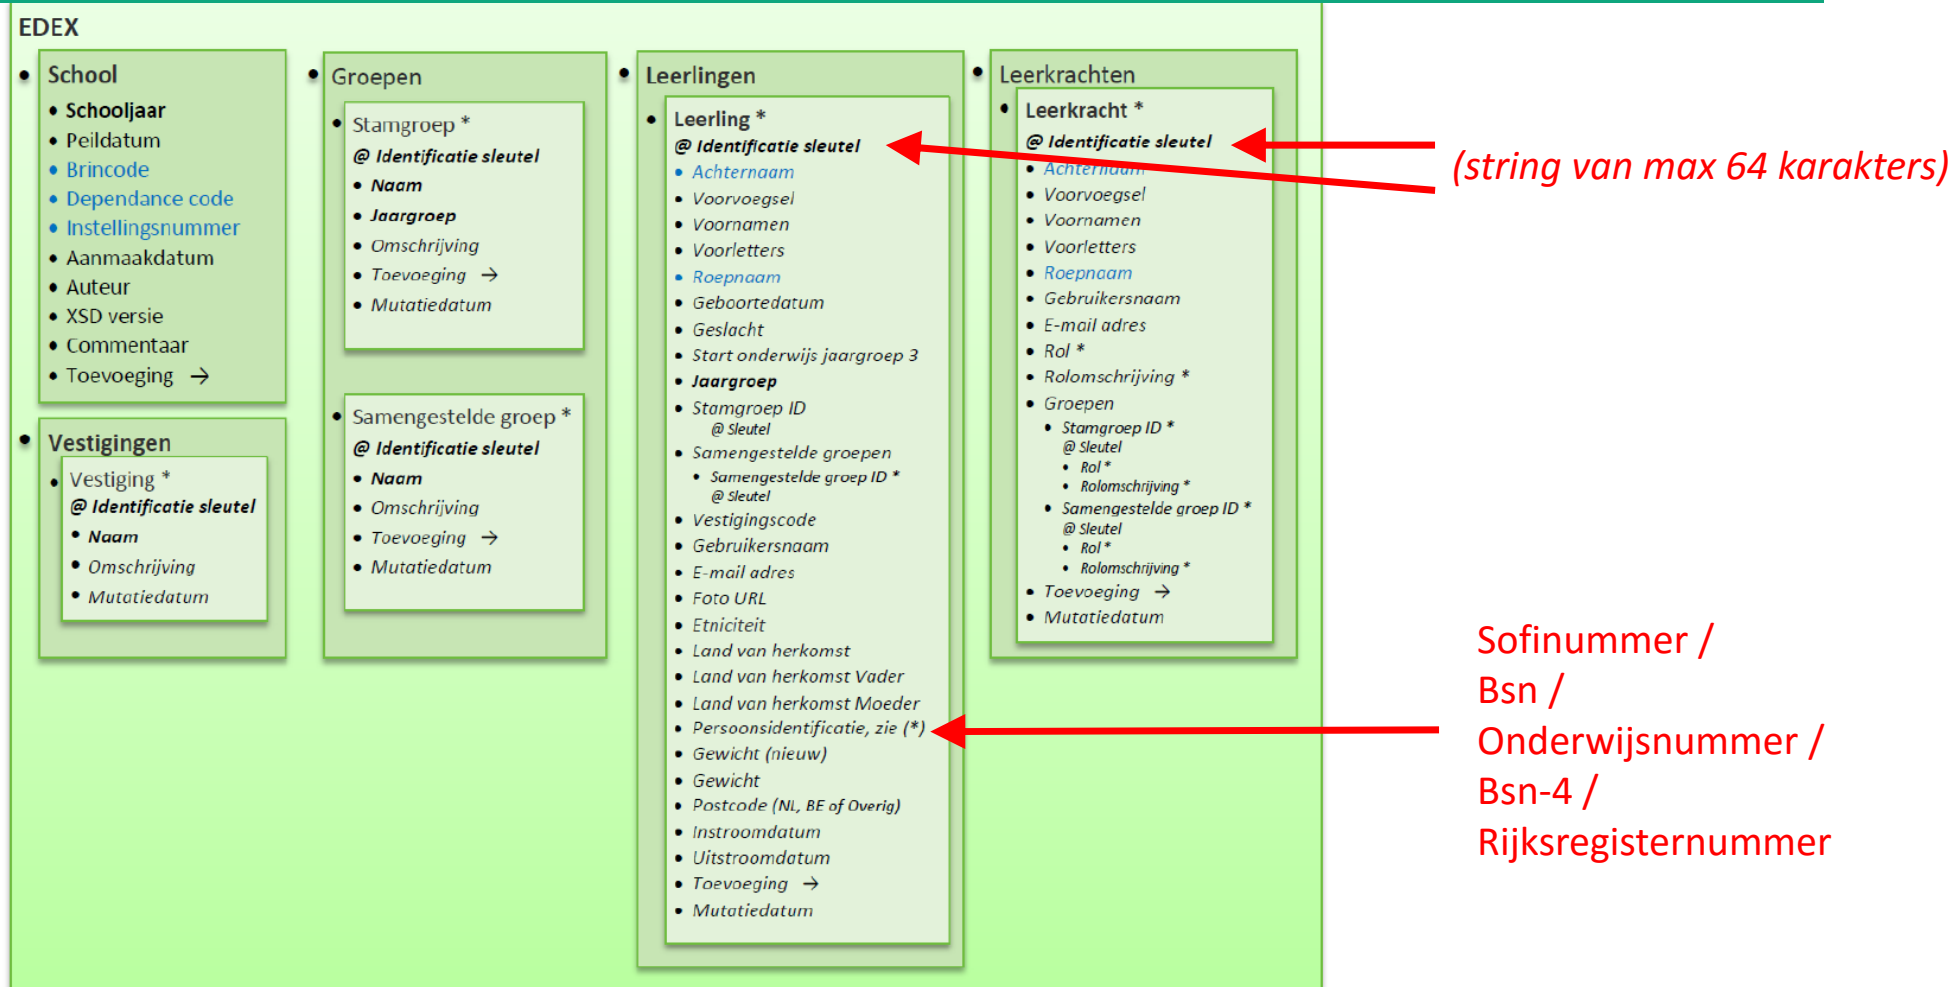 EDEX
School
Schooljaar
Peildatum
Brincode
Dependance code
Instellingsnummer
Aanmaakdatum
Auteur
XSD versie
Commentaar
Toevoeging →
Vestigingen
Vestiging *
@ Identificatie sleutel
Naam
Omschrijving
Mutatiedatum
Groepen
Stamgroep *
@ Identificatie sleutel
Naam
Jaargroep
Omschrijving
Toevoeging →
Mutatiedatum
Samengestelde groep *
@ Identificatie sleutel
Naam
Omschrijving
Toevoeging →
Mutatiedatum
Leerlingen
Leerling *
@ Identificatie sleutel
Achternaam
Voorvoegsel
Voornamen
Voorletters
Roepnaam
Geboortedatum
Geslacht
Start onderwijs jaargroep 3
Jaargroep
Stamgroep ID
@ Sleutel
Samengestelde groepen
Samengestelde groep ID *
@ Sleutel
Vestigingscode
Gebruikersnaam
E-mail adres
Foto URL
Etniciteit
Land van herkomst
Land van herkomst Vader
Land van herkomst Moeder
Persoonsidentificatie, zie (*)
Gewicht (nieuw)
Gewicht
Postcode (NL, BE of Overig)
Instroomdatum
Uitstroomdatum
Toevoeging →
Mutatiedatum
Leerkrachten
Leerkracht *
@ Identificatie sleutel
Achternaam
Voorvoegsel
Voornamen
Voorletters
Roepnaam
Gebruikersnaam
E-mail adres
Rol *
Rolomschrijving *
Groepen
Stamgroep ID *
@ Sleutel
Rol *
Rolomschrijving *
Samengestelde groep ID *
@ Sleutel
Rol *
Rolomschrijving *
Toevoeging →
Mutatiedatum
(string van max 64 karakters)
Sofinummer /
Bsn /
Onderwijsnummer /
Bsn-4 /
Rijksregisternummer